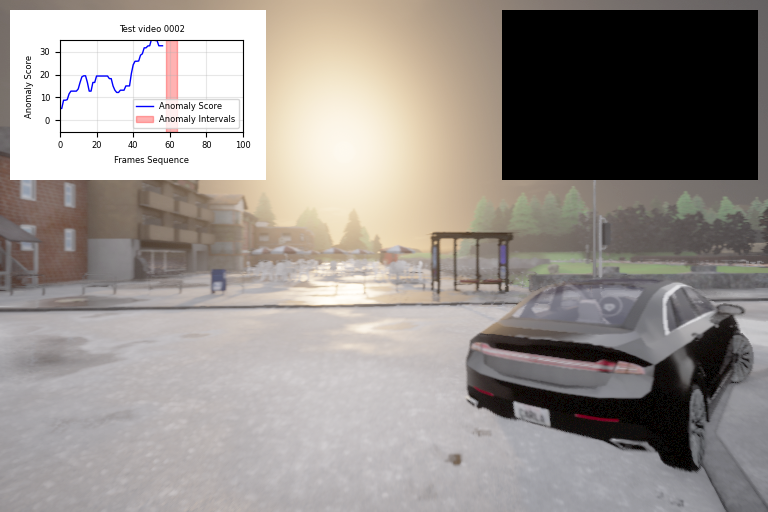 Test video 0002
Anomaly Score
30
20
10
0
Anomaly Score
Anomaly Intervals
0 20 40 60 80 100
Frames Sequence
CARLA